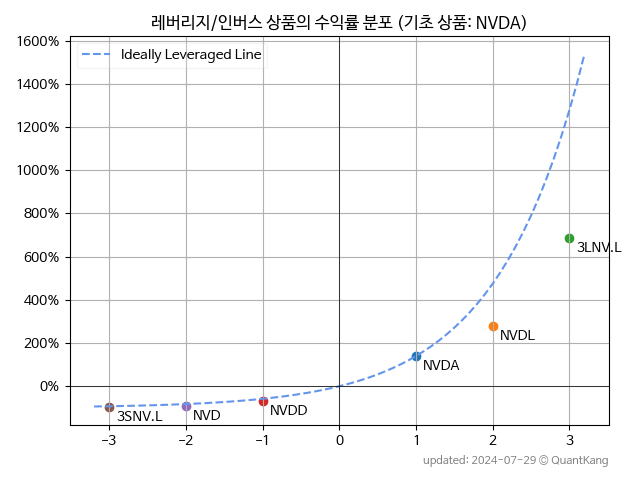 레버리지/인버스 상품의 수익률 분포 (기초 상품: NVDA)
1600%
1400%
1200%
1000%
800%
600%
400%
200%
0%
Ideally Leveraged Line
3LNV.L
NVDL
NVDA
NVDD
NVD
3SNV.L
−3 −2 −1 0 1 2 3
updated: 2024-07-29 © QuantKang